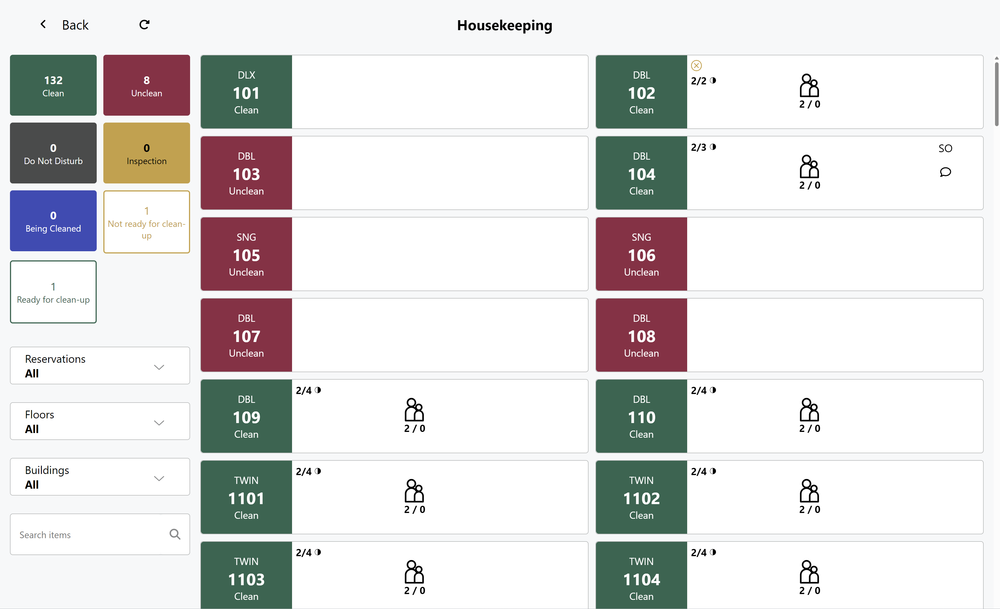 Back
Housekeeping
132
Clean
8
Unclean
0
Do Not Disturb
0
Inspection
0
Being Cleaned
1
Not ready for clean-
up
1
Ready for clean-up
Reservations
All
Floors
All
Buildings
All
Search items
DLX
101
Clean
DBL
102
Clean
2/2
2 / 0
DBL
103
Unclean
DBL
104
Clean
2/3
2 / 0
SO
SNG
105
Unclean
SNG
106
Unclean
DBL
107
Unclean
DBL
108
Unclean
DBL
109
Clean
2/4
2 / 0
DBL
110
Clean
2/4
2 / 0
TWIN
1101
Clean
2/4
2 / 0
TWIN
1102
Clean
2/4
2 / 0
TWIN
1103
Clean
2/4
2 / 0
TWIN
1104
Clean
2/4
2 / 0